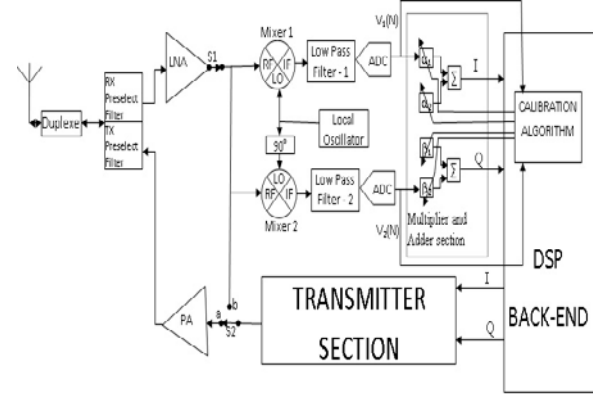 Mixer 1
V₁(N)
LNA
S1
RF
IF
LO
Low Pass
Filter - 1
ADC
Σ
I
RX
Preselect
Filter
TX
Preselect
Filter
Duplexe
Local
Oscillator
90°
CALIBRATION
ALGORITHM
LO
RF
IF
Mixer 2
Low Pass
Filter - 2
ADC
V₂(N)
Σ
Q
Multiplier and
Adder section
DSP
BACK-END
TRANSMITTER
SECTION
I
Q
PA
a
b
S2